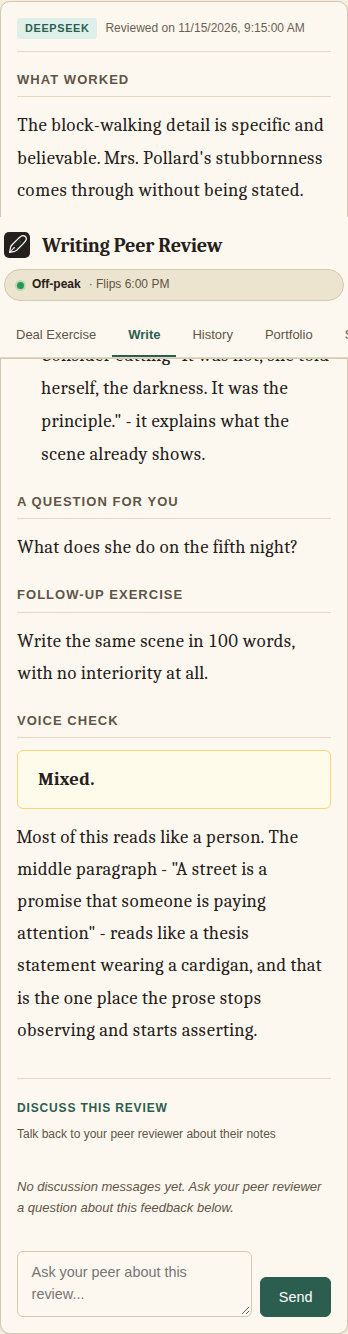 DEEPSEEK Reviewed on 11/15/2026, 9:15:00 AM
WHAT WORKED
The block-walking detail is specific and
believable. Mrs. Pollard's stubbornness
comes through without being stated.
Writing Peer Review
Off-peak · Flips 6:00 PM
Deal Exercise Write History Portfolio
Consider cutting "It was not, she told
herself, the darkness. It was the
principle." - it explains what the
scene already shows.
A QUESTION FOR YOU
What does she do on the fifth night?
FOLLOW-UP EXERCISE
Write the same scene in 100 words,
with no interiority at all.
VOICE CHECK
Mixed.
Most of this reads like a person. The
middle paragraph - "A street is a
promise that someone is paying
attention" - reads like a thesis
statement wearing a cardigan, and that
is the one place the prose stops
observing and starts asserting.
DISCUSS THIS REVIEW
Talk back to your peer reviewer about their notes
No discussion messages yet. Ask your peer reviewer
a question about this feedback below.
Ask your peer about this
review...
Send